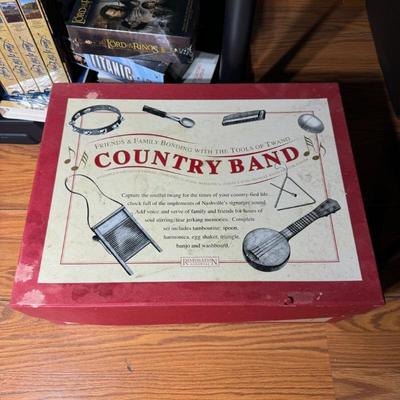 LORD OF THE RINGS
TITANIC
FRIENDS & FAMILY BONDING WITH THE TOOLS OF TWANG
COUNTRY BAND
Capture the soulful twang for the times of your country-fied life
chock full of the implements of Nashville's signature sound.
Add voice and verve of family and friends for hours of
soul stirring, tear jerking memories. Complete
set includes tambourine, spoon,
harmonica, egg shaker, triangle,
banjo and washboard.
RESTORATION
HARDWARE